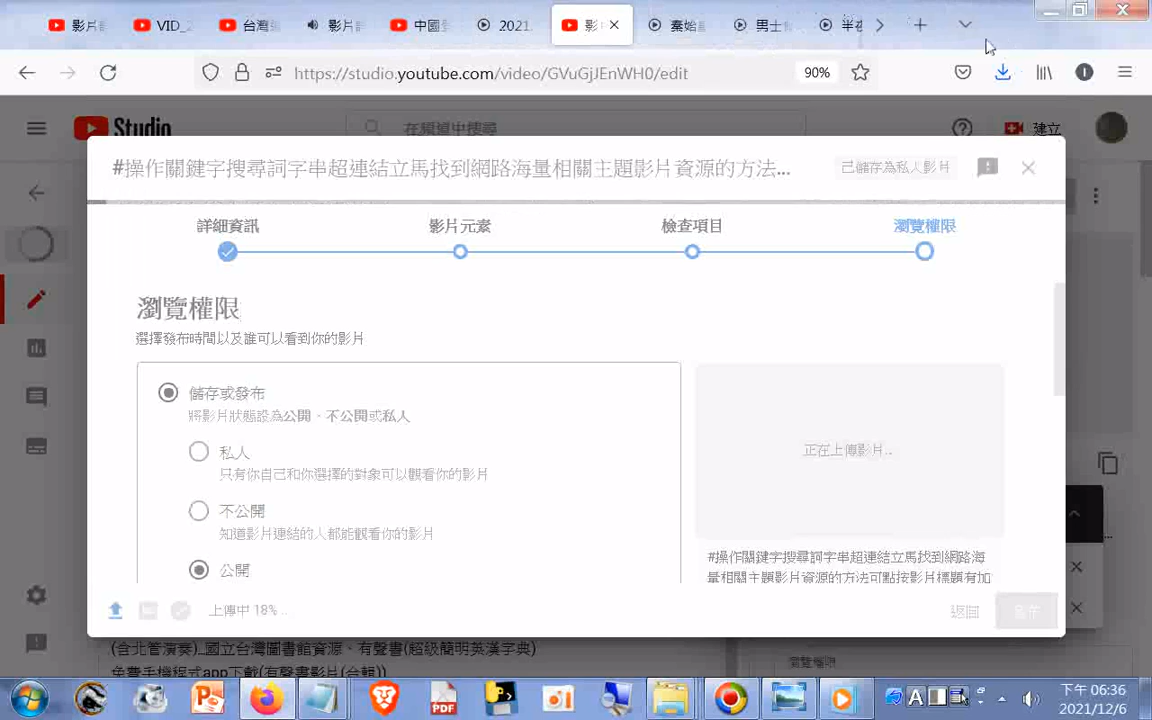 影片
VID_
台灣
影片
中國
2021
影
秦始
男士
半夜
https://studio.youtube.com/video/GVuGjJEnWH0/edit
90%
Studio
在頻道中搜尋
建立
#操作關鍵字搜尋詞字串超連結立馬找到網路海量相關主題影片資源的方法...
已儲存為私人影片
詳細資訊
影片元素
檢查項目
瀏覽權限
瀏覽權限
選擇發布時間以及誰可以看到你的影片
儲存或發布
將影片狀態設為公開、不公開或私人
私人
只有你自己和你選擇的對象可以觀看你的影片
不公開
知道影片連結的人都能觀看你的影片
公開
正在上傳影片...
#操作關鍵字搜尋詞字串超連結立馬找到網路海
量相關主題影片資源的方法可點按影片標題有加
上傳中 18% ...
返回
發布
(含北管演奏)_國立台灣圖書館資源、有聲書(超級簡明英漢字典)
免費手機程式app下載(有聲書影片(合輯))
瀏覽權限
下午 06:36
2021/12/6